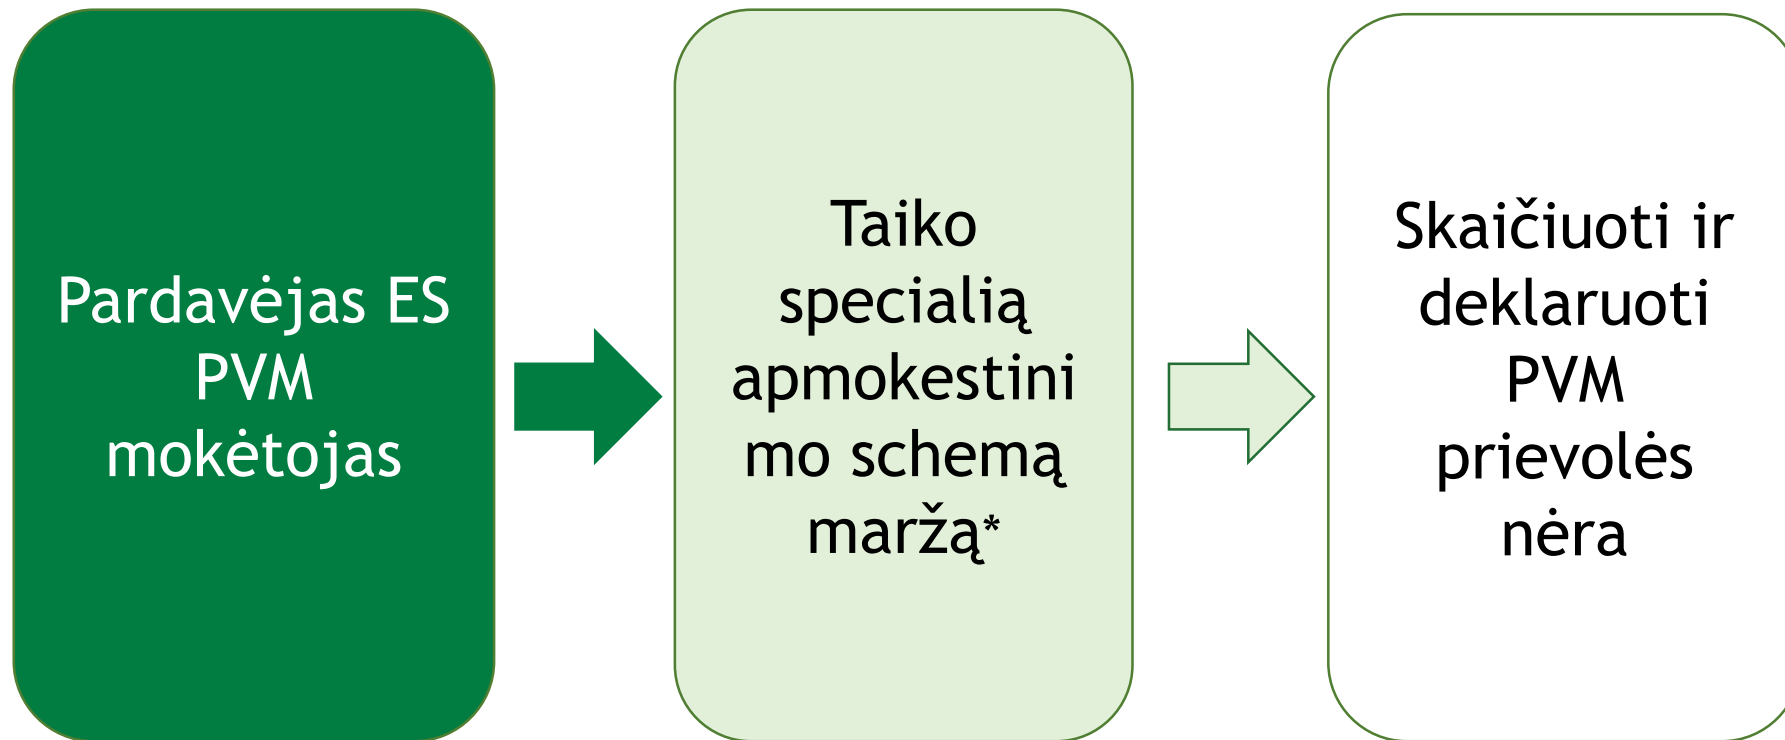 Pardavėjas ES
PVM
mokėtojas
Taiko
specialią
apmokestini
mo schemą
maržą*
Skaičiuoti ir
deklaruoti
PVM
prievolės
nėra